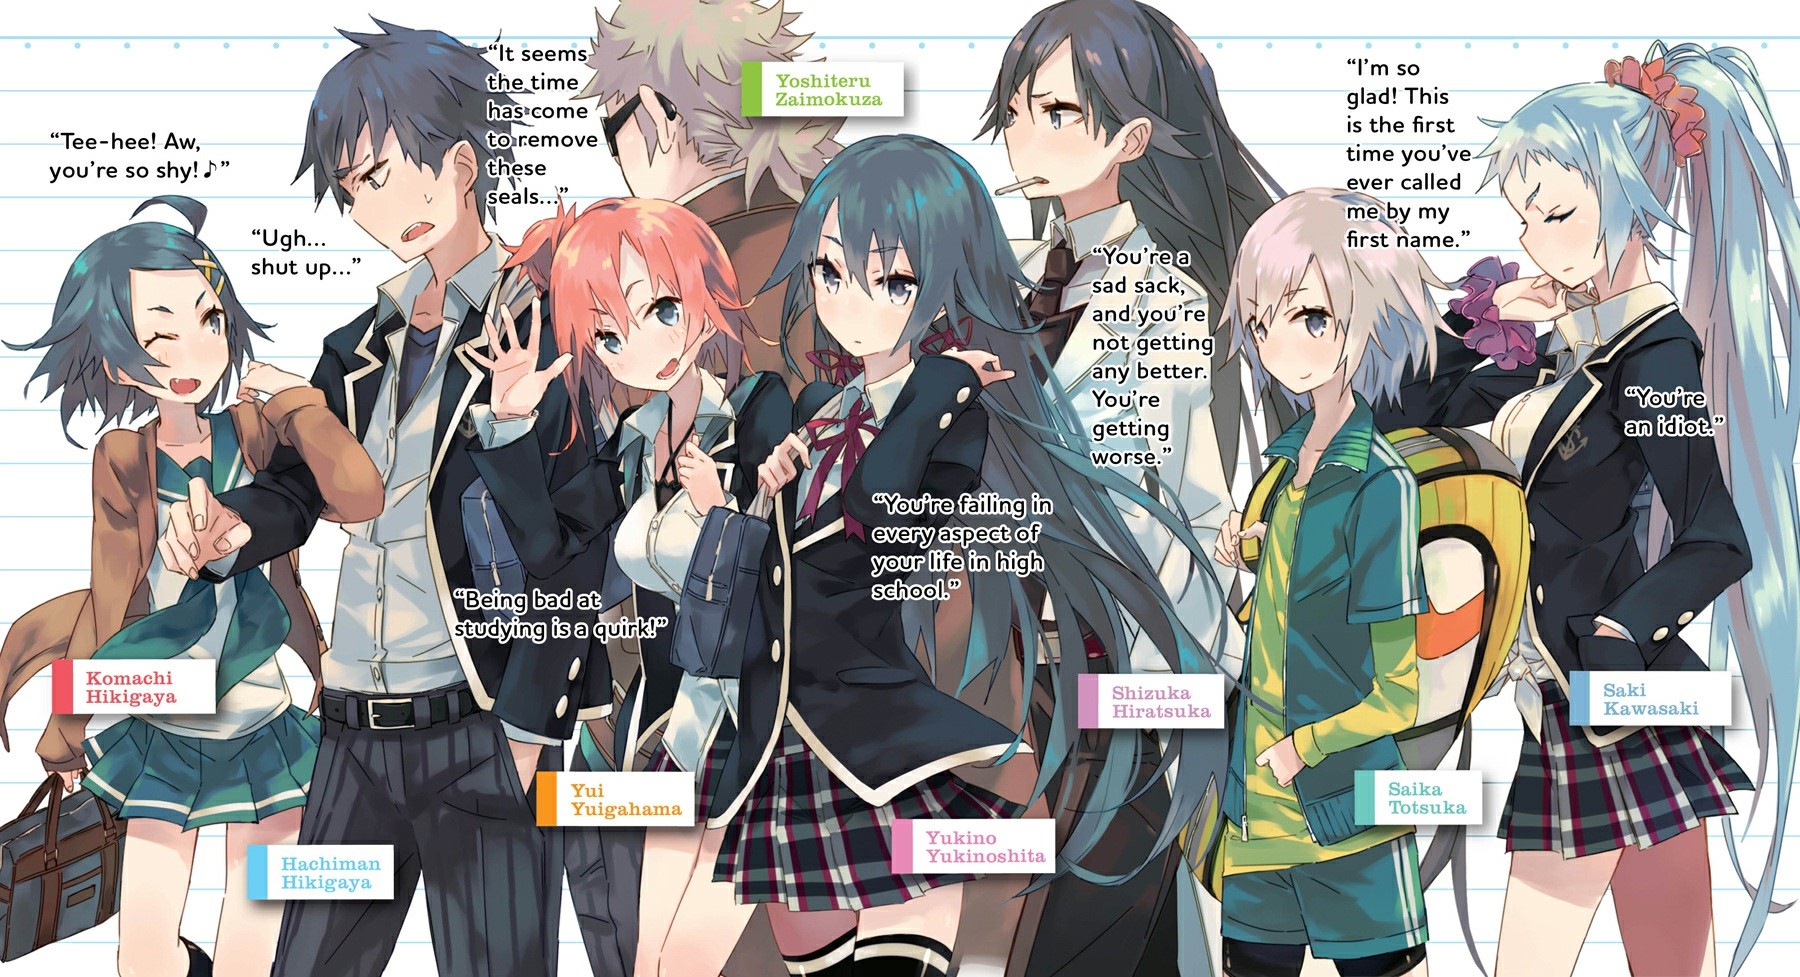 “Tee-hee! Aw,
you’re so shy!♪”
“Ugh...
shut up...”
“It seems
the time
has come
to remove
these
seals...”
Yoshiteru
Zaimokuza
“I’m so
glad! This
is the first
time you’ve
ever called
me by my
first name.”
“You’re a
sad sack,
and you’re
not getting
any better.
You’re
getting
worse.”
“You’re
an idiot.”
“You’re failing in
every aspect of
your life in high
school.”
“Being bad at
studying is a quirk!”
Komachi
Hikigaya
Hachiman
Hikigaya
Yui
Yuigahama
Yukino
Yukinoshita
Shizuka
Hiratsuka
Saika
Totsuka
Saki
Kawasaki